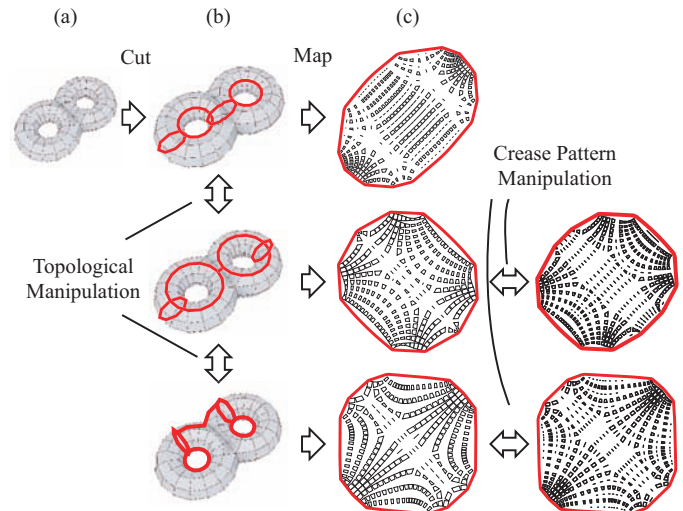 (a)
(b)
(c)
Cut
Map
Crease Pattern
Manipulation
Topological
Manipulation